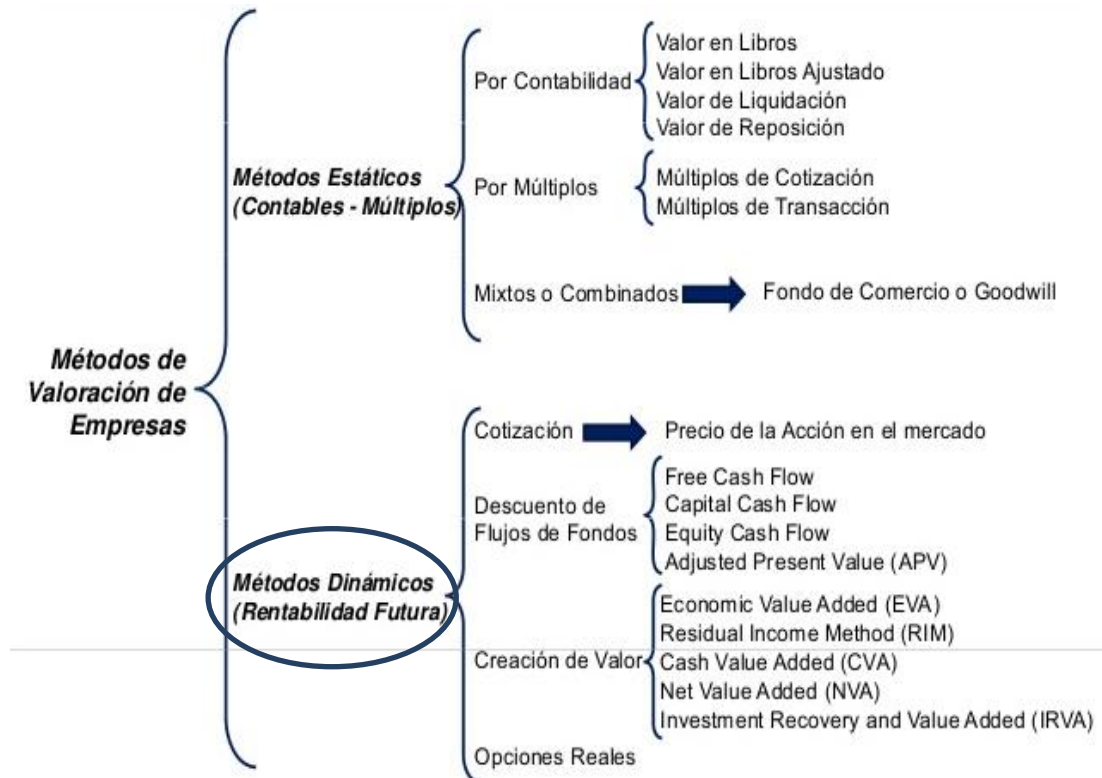 Métodos de
Valoración de
Empresas
Métodos Estáticos
(Contables - Múltiplos)
Por Contabilidad
Valor en Libros
Valor en Libros Ajustado
Valor de Liquidación
Valor de Reposición
Por Múltiplos
Múltiplos de Cotización
Múltiplos de Transacción
Mixtos o Combinados
Fondo de Comercio o Goodwill
Métodos Dinámicos
(Rentabilidad Futura)
Cotización
Precio de la Acción en el mercado
Descuento de
Flujos de Fondos
Free Cash Flow
Capital Cash Flow
Equity Cash Flow
Adjusted Present Value (APV)
Creación de Valor
Economic Value Added (EVA)
Residual Income Method (RIM)
Cash Value Added (CVA)
Net Value Added (NVA)
Investment Recovery and Value Added (IRVA)
Opciones Reales